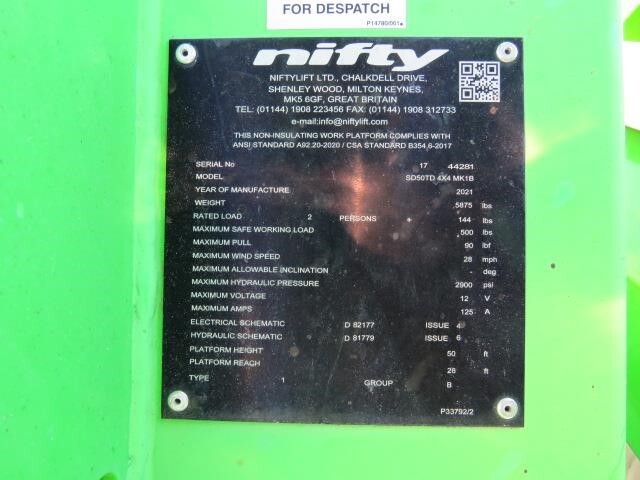 FOR DESPATCH
P14780/001a
nifty
NIFTYLIFT LTD., CHALKDELL DRIVE,
SHENLEY WOOD, MILTON KEYNES,
MK5 6GF, GREAT BRITAIN
TEL: (01144) 1908 223456 FAX: (01144) 1908 312733
e-mail:info@niftylift.com
THIS NON-INSULATING WORK PLATFORM COMPLIES WITH
ANSI STANDARD A92.20-2020 / CSA STANDARD B354.6-2017
SERIAL No 17 44281
MODEL SD50TD 4X4 MK1B
YEAR OF MANUFACTURE 2021
WEIGHT 5875 lbs
RATED LOAD 2 PERSONS 144 lbs
MAXIMUM SAFE WORKING LOAD 500 lbs
MAXIMUM PULL 90 lbf
MAXIMUM WIND SPEED 28 mph
MAXIMUM ALLOWABLE INCLINATION - deg
MAXIMUM HYDRAULIC PRESSURE 2900 psi
MAXIMUM VOLTAGE 12 V
MAXIMUM AMPS 125 A
ELECTRICAL SCHEMATIC D 82177 ISSUE 4
HYDRAULIC SCHEMATIC D 81779 ISSUE 6
PLATFORM HEIGHT 50 ft
PLATFORM REACH 28 ft
TYPE 1 GROUP B
P33792/2